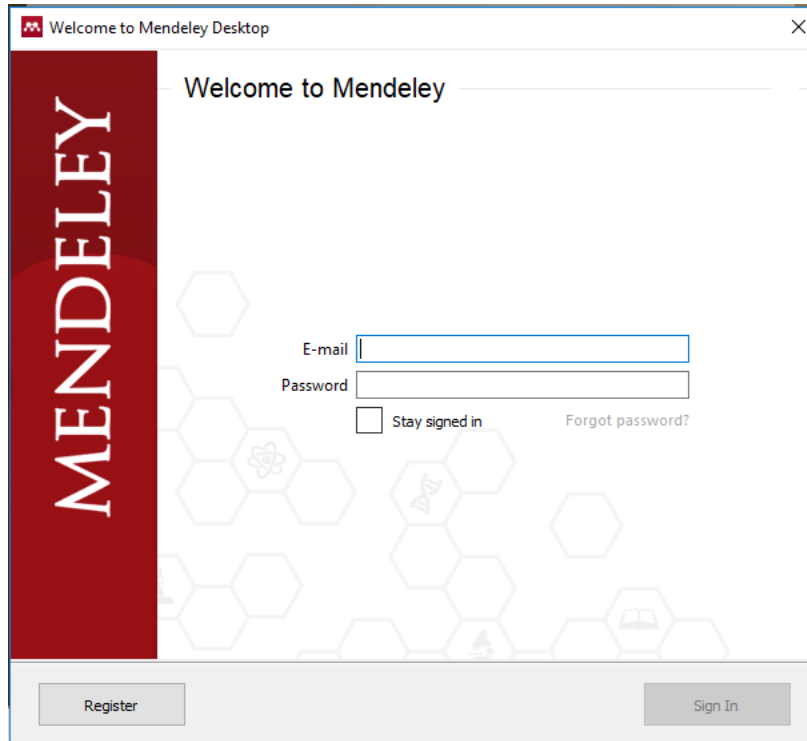 Welcome to Mendeley Desktop
MENDELEY
Welcome to Mendeley
E-mail
Password
Stay signed in Forgot password?
Register Sign In